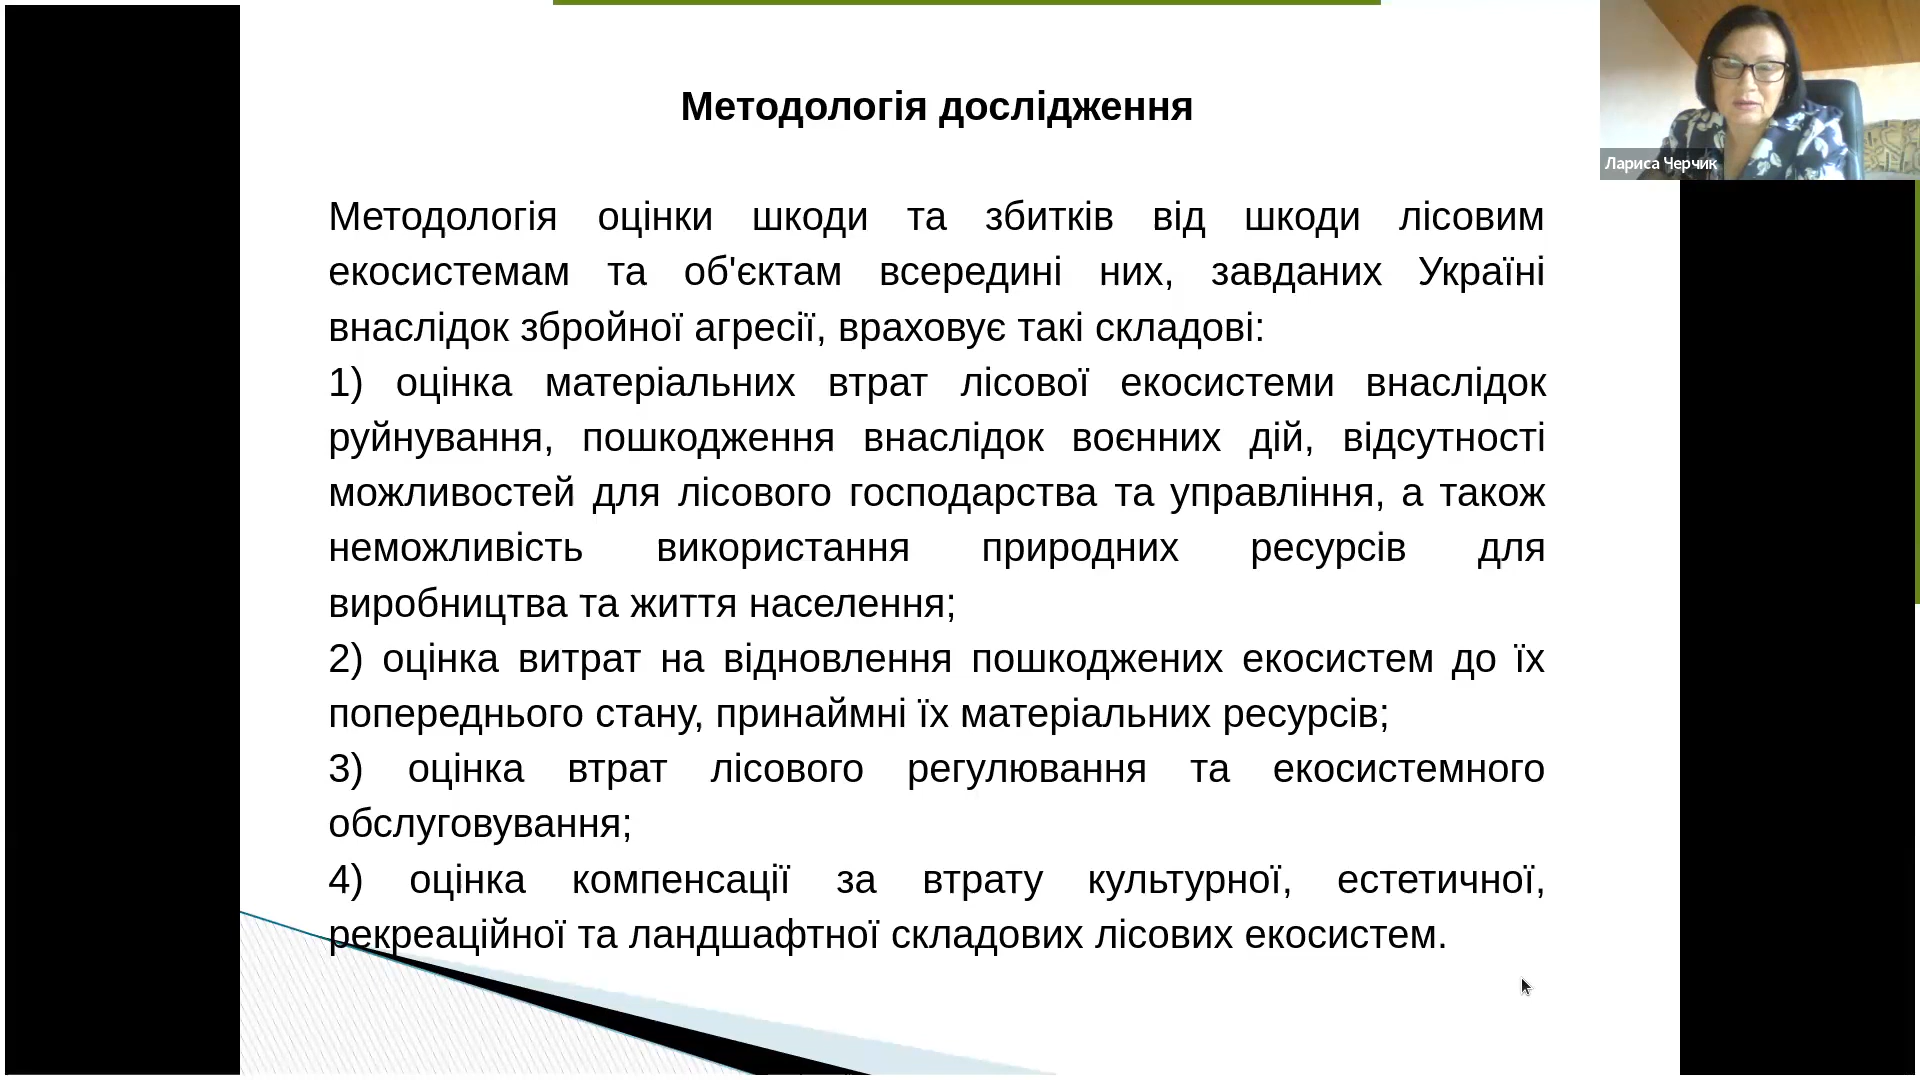 Методологія дослідження
Лариса Черчик
Методологія оцінки шкоди та збитків від шкоди лісовим
екосистемам та об'єктам всередині них, завданих Україні
внаслідок збройної агресії, враховує такі складові:
1) оцінка матеріальних втрат лісової екосистеми внаслідок
руйнування, пошкодження внаслідок воєнних дій, відсутності
можливостей для лісового господарства та управління, а також
неможливість використання природних ресурсів для
виробництва та життя населення;
2) оцінка витрат на відновлення пошкоджених екосистем до їх
попереднього стану, принаймні їх матеріальних ресурсів;
3) оцінка втрат лісового регулювання та екосистемного
обслуговування;
4) оцінка компенсації за втрату культурної, естетичної,
рекреаційної та ландшафтної складових лісових екосистем.